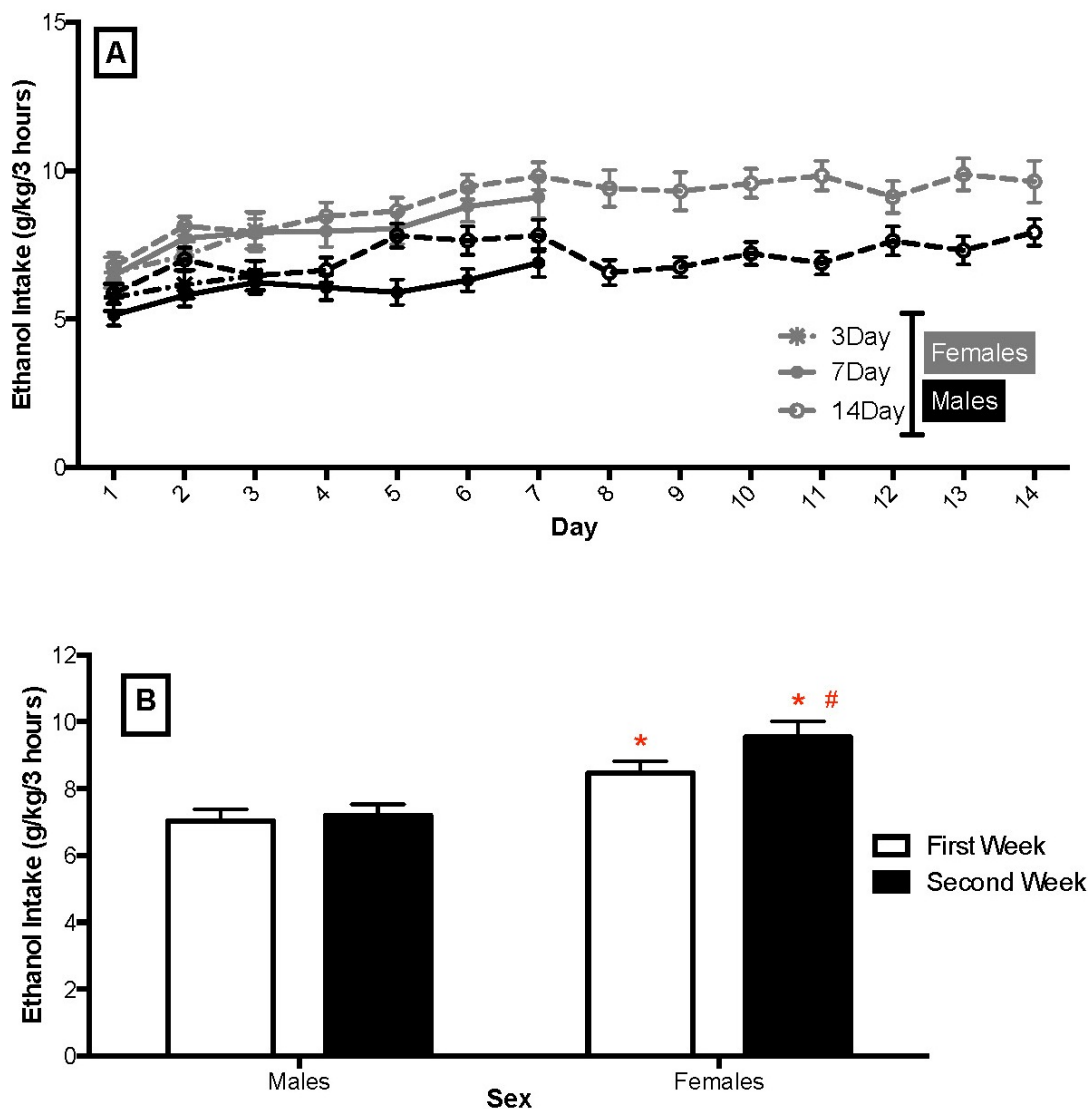 A
Ethanol Intake (g/kg/3 hours)
15
10
5
0
1 2 3 4 5 6 7 8 9 10 11 12 13 14
Day
3Day
7Day
14Day
Females
Males
B
Ethanol Intake (g/kg/3 hours)
12
10
8
6
4
2
0
*
* #
First Week
Second Week
Males Females
Sex